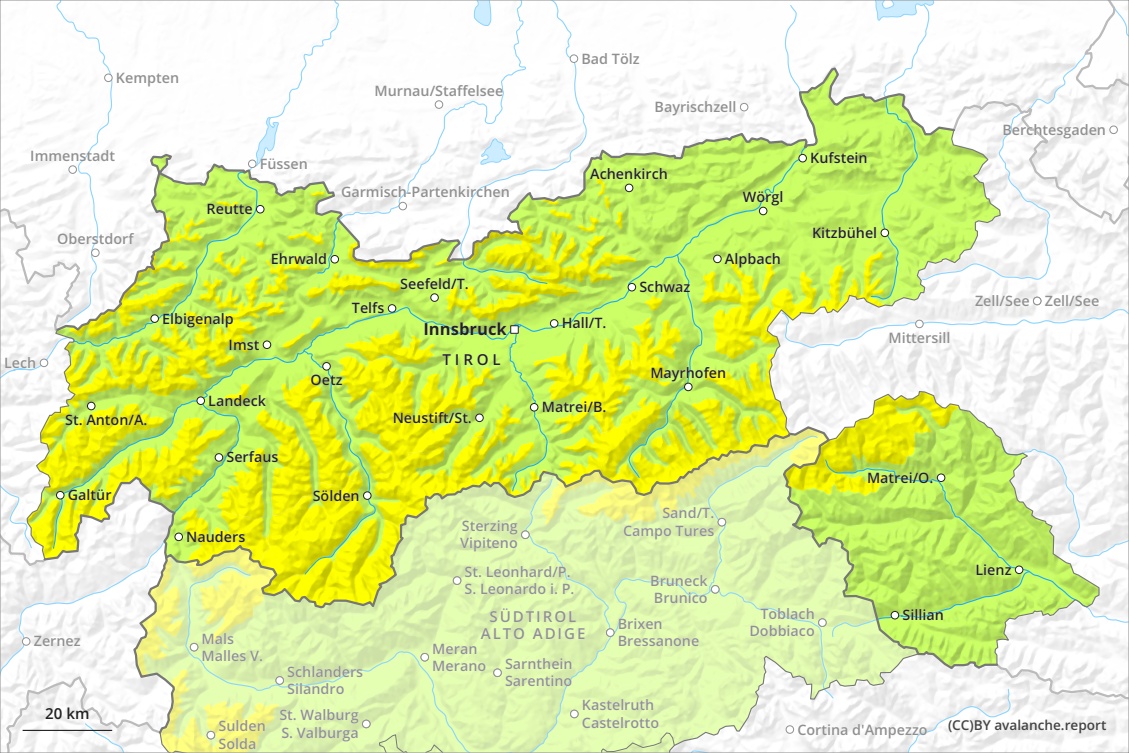 Kempten
Bad Tölz
Murnau/Staffelsee
Bayrischzell
Berchtesgaden
Immenstadt
Füssen
Kufstein
Achenkirch
Garmisch-Partenkirchen
Wörgl
Reutte
Kitzbühel
Oberstdorf
Ehrwald
Alpbach
Seefeld/T.
Schwaz
Telfs
Zell/See
Zell/See
Elbigenalp
Innsbruck
Hall/T.
Mittersill
Imst
TIROL
Lech
Oetz
Mayrhofen
Landeck
Matrei/B.
St. Anton/A.
Neustift/St.
Serfaus
Matrei/O.
Galtür
Sölden
Sand/T.
Campo Tures
Sterzing
Vipiteno
Nauders
St. Leonhard/P.
S. Leonardo i. P.
Bruneck
Brunico
Lienz
SÜDTIROL
ALTO ADIGE
Toblach
Dobbiaco
Sillian
Brixen
Bressanone
Zernez
Mals
Malles V.
Meran
Merano
Sarnthein
Sarentino
Schlanders
Silandro
Kastelruth
Castelrotto
20 km
St. Walburg
S. Valburga
Sulden
Solda
Cortina d'Ampezzo
(CC)BY avalanche.report